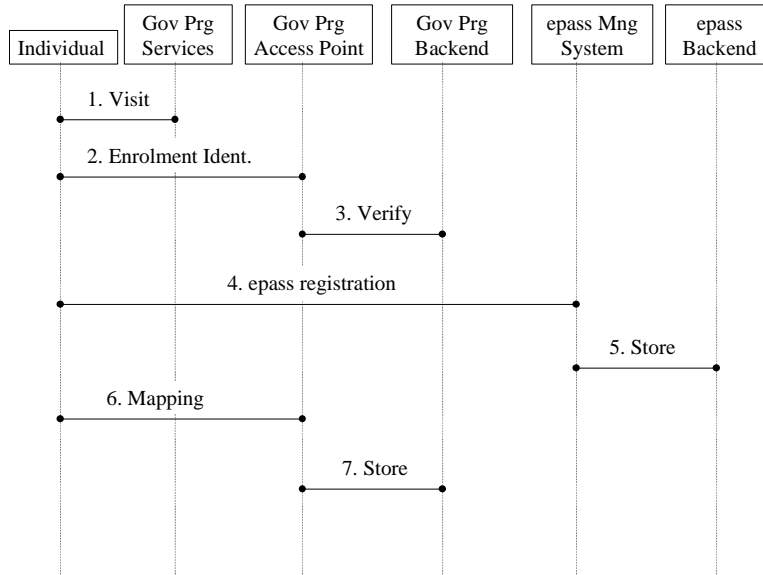 Individual
Gov Prg
Services
Gov Prg
Access Point
Gov Prg
Backend
epass Mng
System
epass
Backend
1. Visit
2. Enrolment Ident.
3. Verify
4. epass registration
5. Store
6. Mapping
7. Store